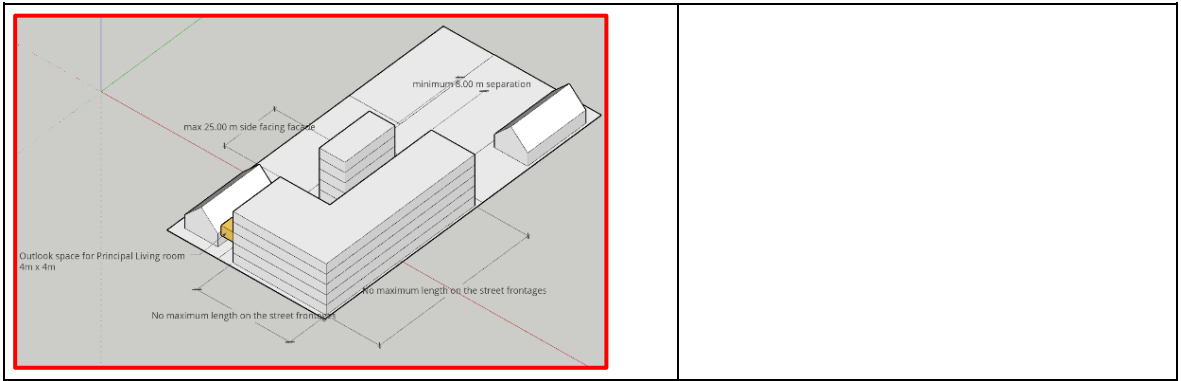 minimum 6.00 m separation
max 25.00 m side facing facade
Outlook space for Principal Living room
4m x 4m
No maximum length on the street frontages
No maximum length on the street frontages